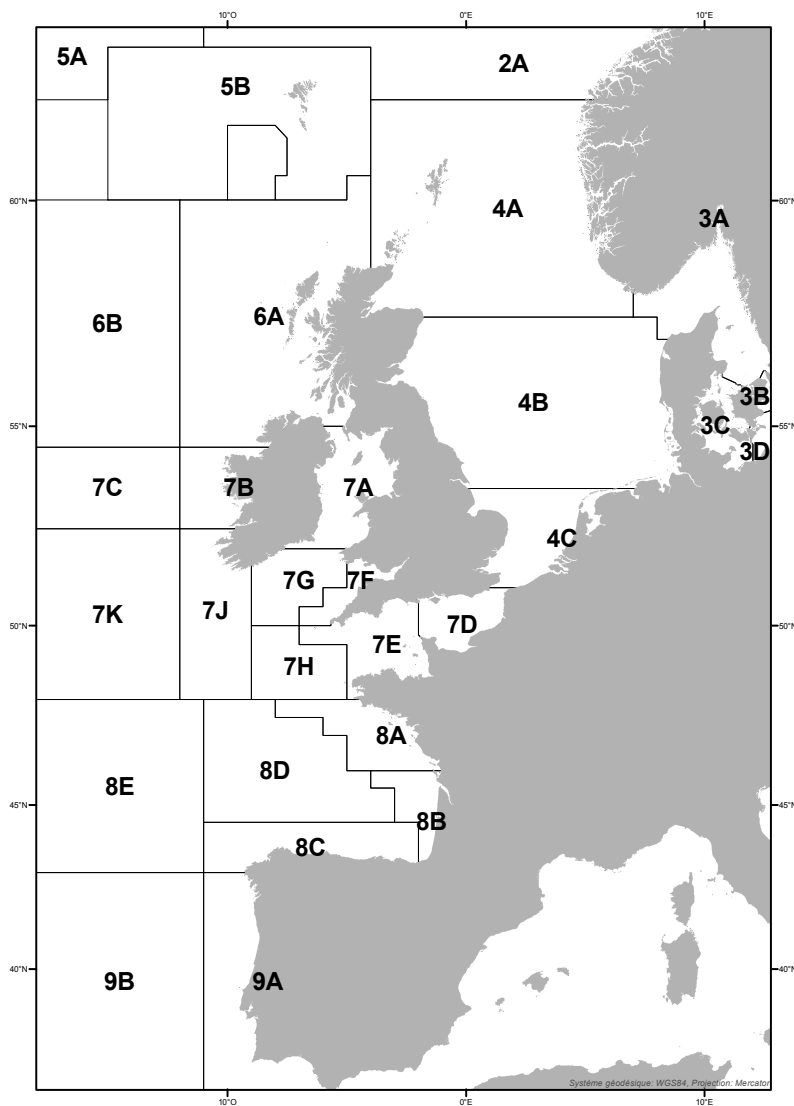 10°O 0°E 10°E
5A
2A
5B
60°N 4A 60°N
3A
6A
6B
3B
4B
55°N 3C 55°N
3D
7C 7B 7A
4C
7G 7F
7K 7J
50°N 7D 50°N
7E
7H
8A
8D
8E
45°N 45°N
8B
8C
40°N 9B 9A 40°N
Système géodésique: WGS84, Projection: Mercator
10°O 0°E 10°E